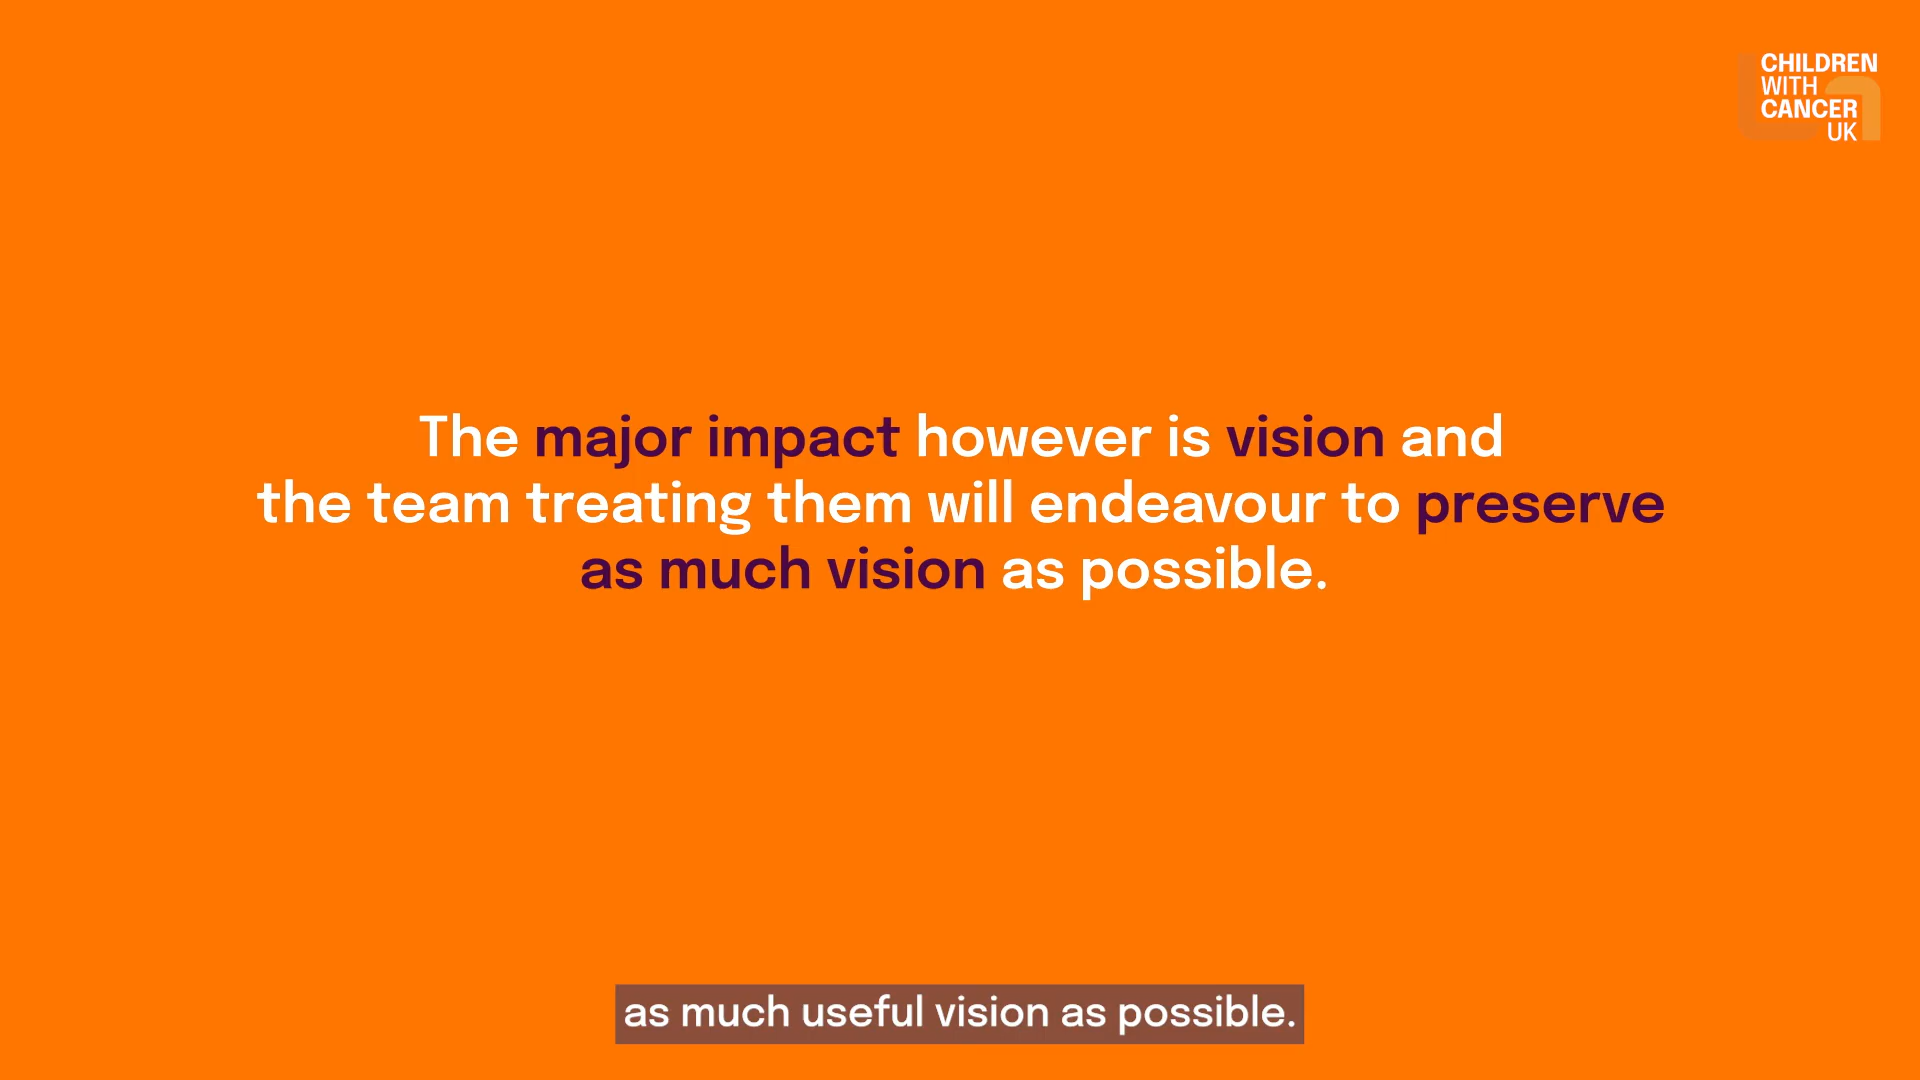 CHILDREN
WITH
CANCER
UK
The major impact however is vision and
the team treating them will endeavour to preserve
as much vision as possible.
as much useful vision as possible.